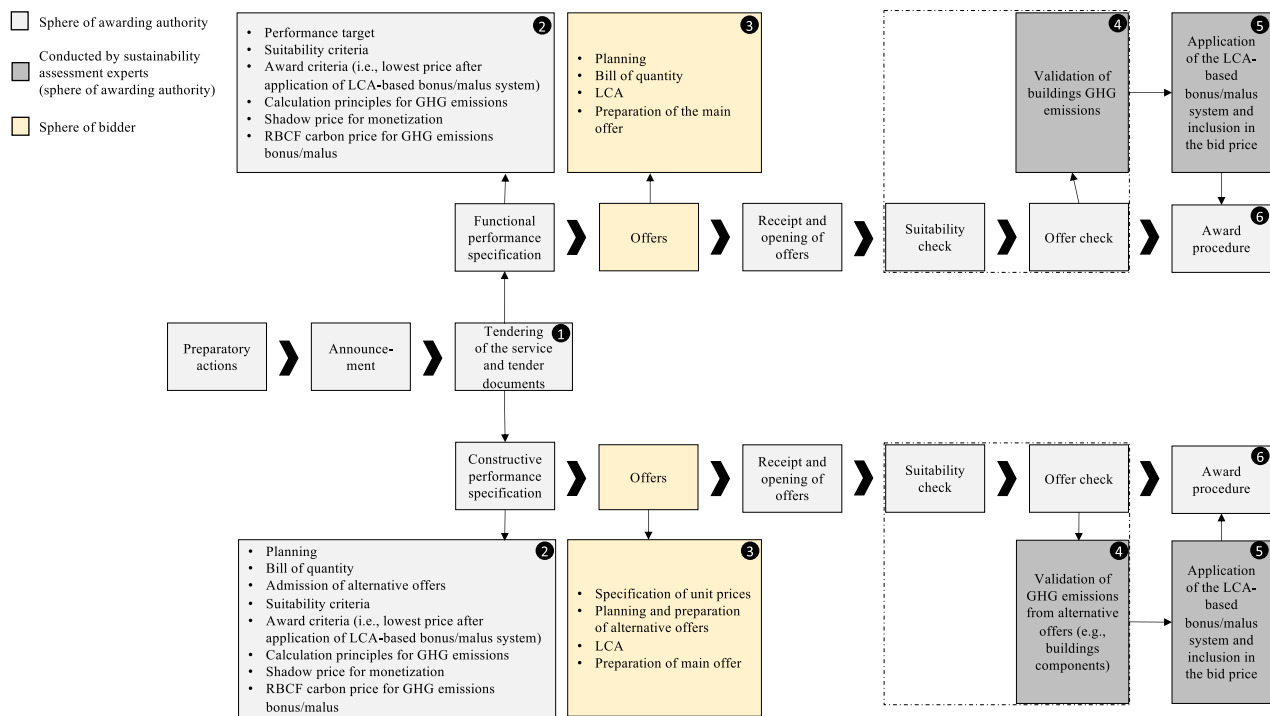 Sphere of awarding authority
Conducted by sustainability
assessment experts
(sphere of awarding authority)
Sphere of bidder
2
• Performance target
• Suitability criteria
• Award criteria (i.e., lowest price after
application of LCA-based bonus/malus system)
• Calculation principles for GHG emissions
• Shadow price for monetization
• RBCF carbon price for GHG emissions
bonus/malus
3
• Planning
• Bill of quantity
• LCA
• Preparation of the main
offer
4
Validation of
buildings GHG
emissions
5
Application
of the LCA-
based
bonus/malus
system and
inclusion in
the bid price
Functional
performance
specification
Offers
Receipt and
opening of
offers
Suitability
check
Offer check
6
Award
procedure
Preparatory
actions
Announce-
ment
1
Tendering
of the service
and tender
documents
Constructive
performance
specification
Offers
Receipt and
opening of
offers
Suitability
check
Offer check
6
Award
procedure
2
• Planning
• Bill of quantity
• Admission of alternative offers
• Suitability criteria
• Award criteria (i.e., lowest price after
application of LCA-based bonus/malus system)
• Calculation principles for GHG emissions
• Shadow price for monetization
• RBCF carbon price for GHG emissions
bonus/malus
3
• Specification of unit prices
• Planning and preparation
of alternative offers
• LCA
• Preparation of main offer
4
Validation of
GHG emissions
from alternative
offers (e.g.,
buildings
components)
5
Application
of the LCA-
based
bonus/malus
system and
inclusion in
the bid price